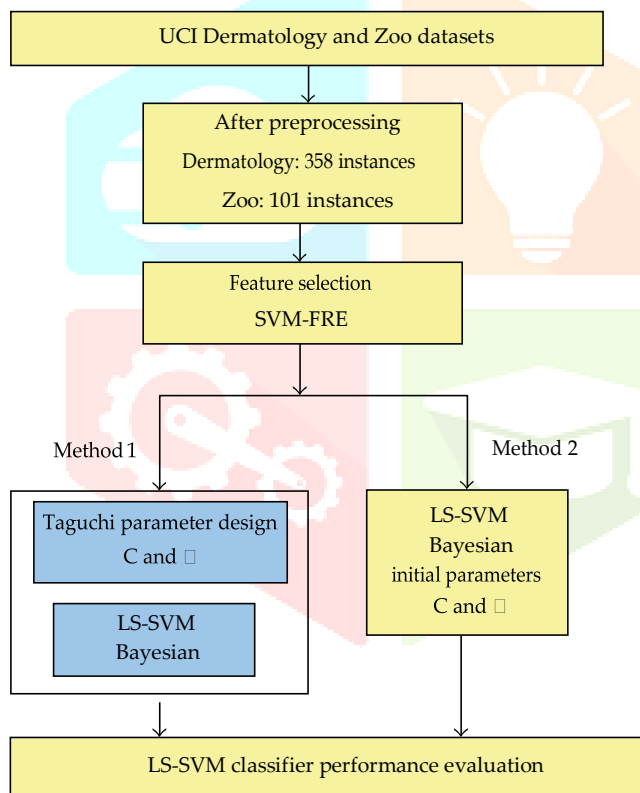 UCI Dermatology and Zoo datasets
After preprocessing
Dermatology: 358 instances
Zoo: 101 instances
Feature selection
SVM-FRE
Method 1
Method 2
Taguchi parameter design
C and □
LS-SVM
Bayesian
LS-SVM
Bayesian
initial parameters
C and □
LS-SVM classifier performance evaluation